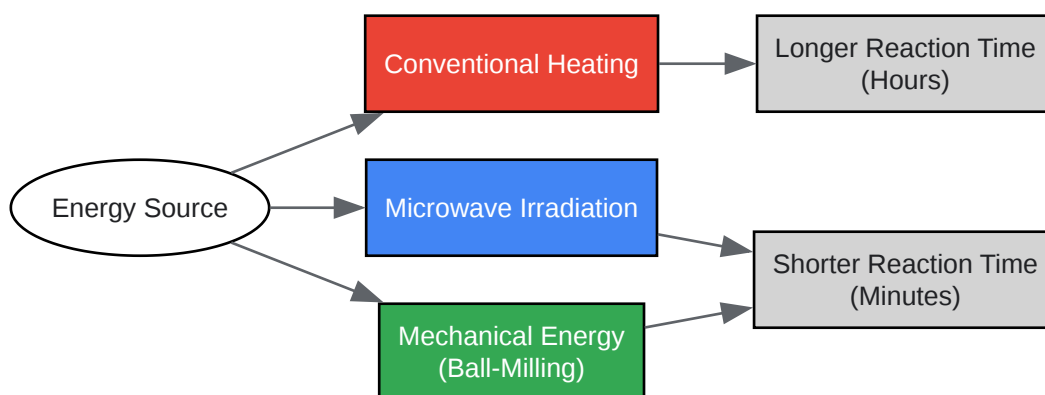 Conventional Heating
Longer Reaction Time
(Hours)
Energy Source
Microwave Irradiation
Shorter Reaction Time
(Minutes)
Mechanical Energy
(Ball-Milling)